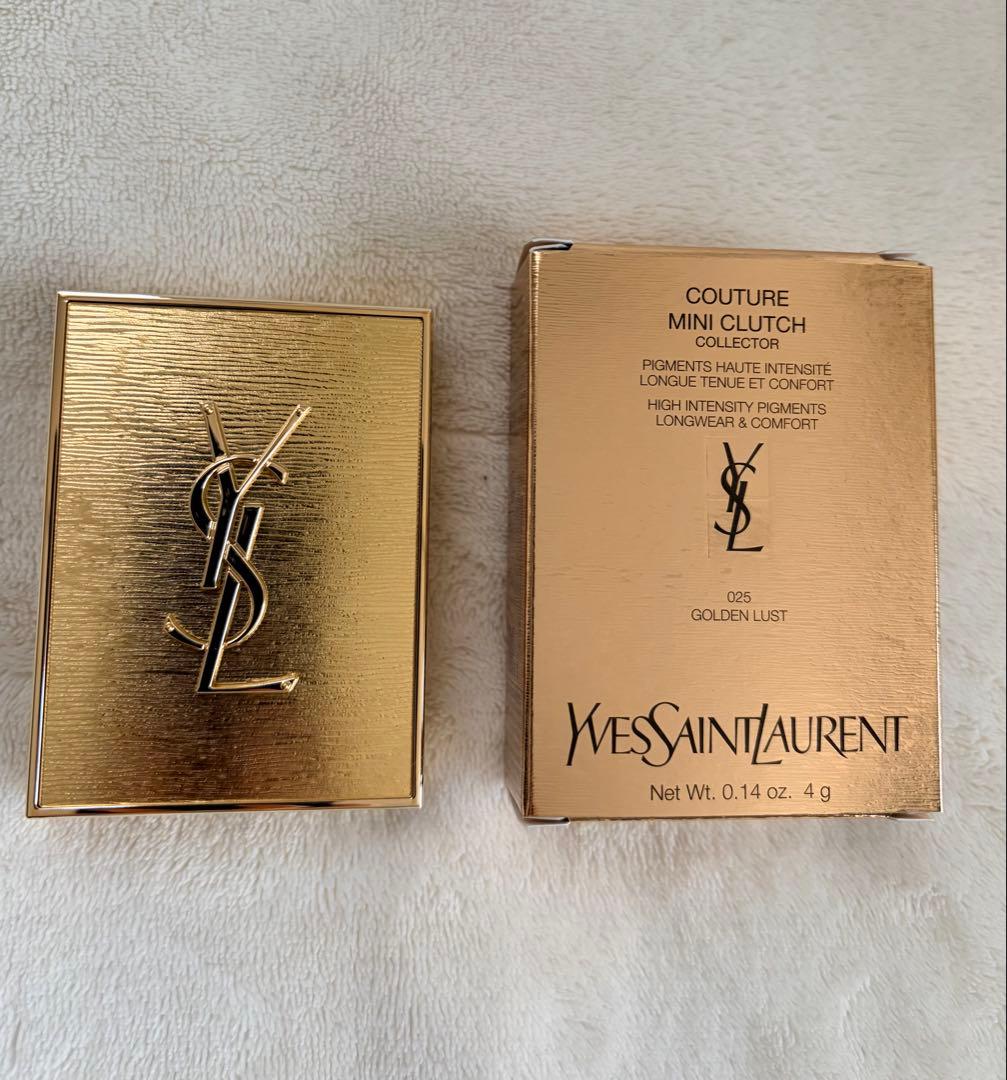 YSL
COUTURE
MINI CLUTCH
COLLECTOR
PIGMENTS HAUTE INTENSITÉ
LONGUE TENUE ET CONFORT
HIGH INTENSITY PIGMENTS
LONGWEAR & COMFORT
YSL
025
GOLDEN LUST
YVESSAINTLAURENT
Net Wt. 0.14 oz. 4 g